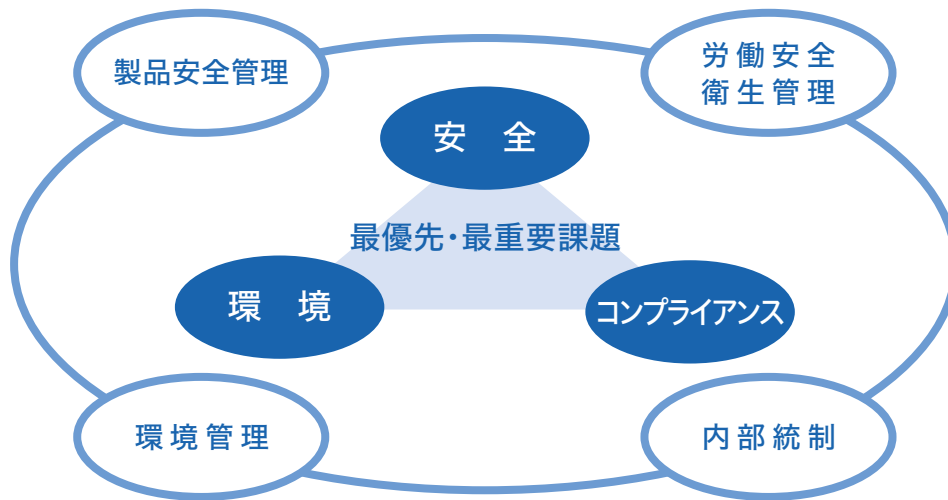 製品安全管理
労働安全
衛生管理
安 全
最優先・最重要課題
環 境
コンプライアンス
環境管理
内部統制